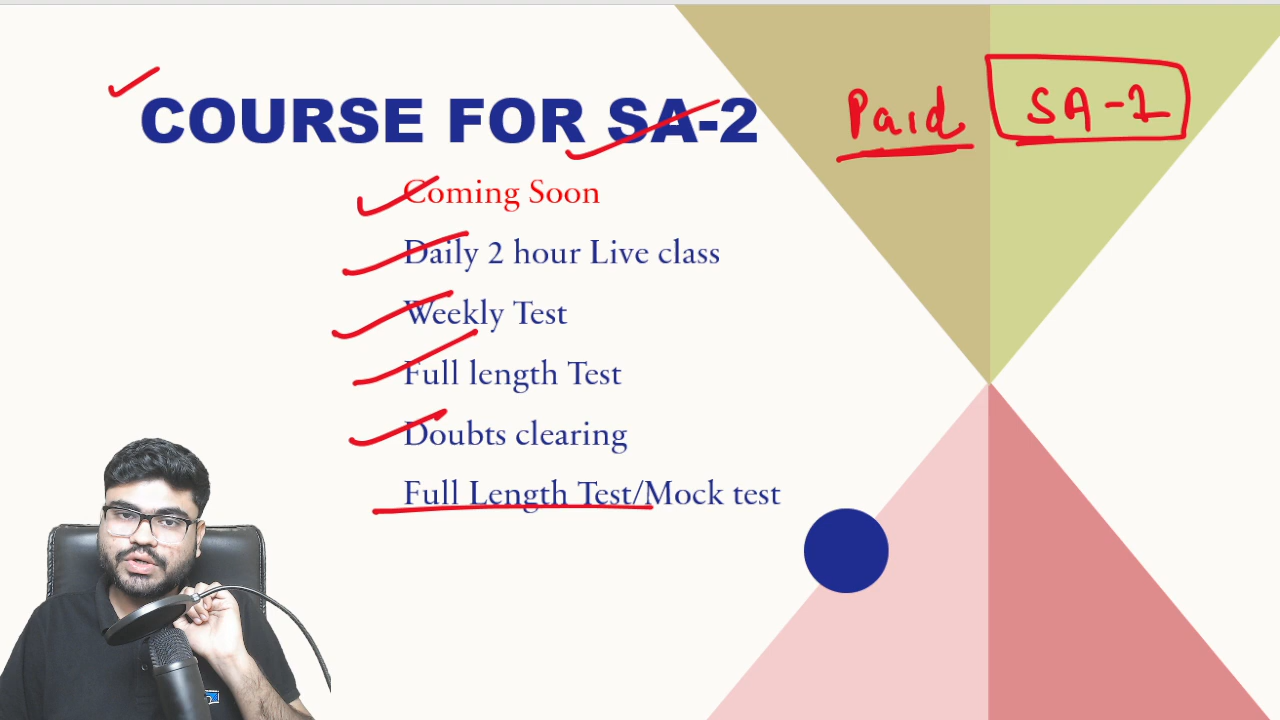 COURSE FOR SA-2
Paid SA-1
Coming Soon
Daily 2 hour Live class
Weekly Test
Full length Test
Doubts clearing
Full Length Test/Mock test